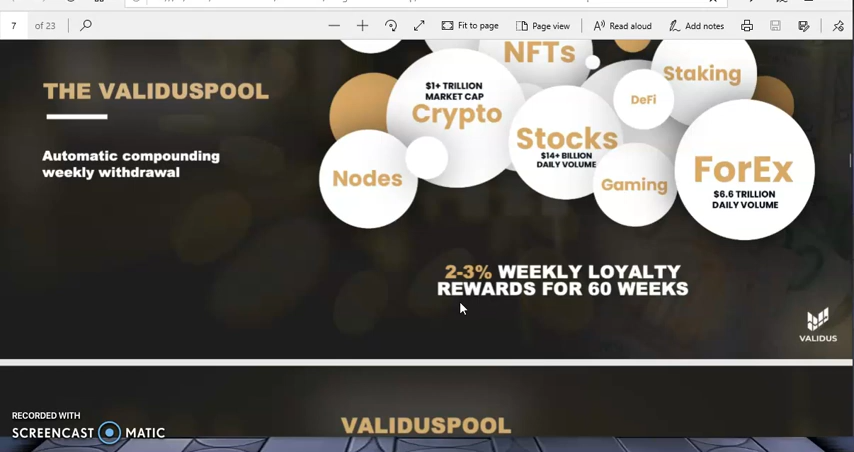 7 of 23
Fit to page
Page view
Read aloud
Add notes
THE VALIDUSPOOL
Automatic compounding
weekly withdrawal
NFTs
Staking
$1+ TRILLION
MARKET CAP
Crypto
DeFi
Stocks
$14+ BILLION
DAILY VOLUME
Nodes
Gaming
ForEx
$6.6 TRILLION
DAILY VOLUME
2-3% WEEKLY LOYALTY
REWARDS FOR 60 WEEKS
VALIDUS
RECORDED WITH
SCREENCAST MATIC
VALIDUSPOOL